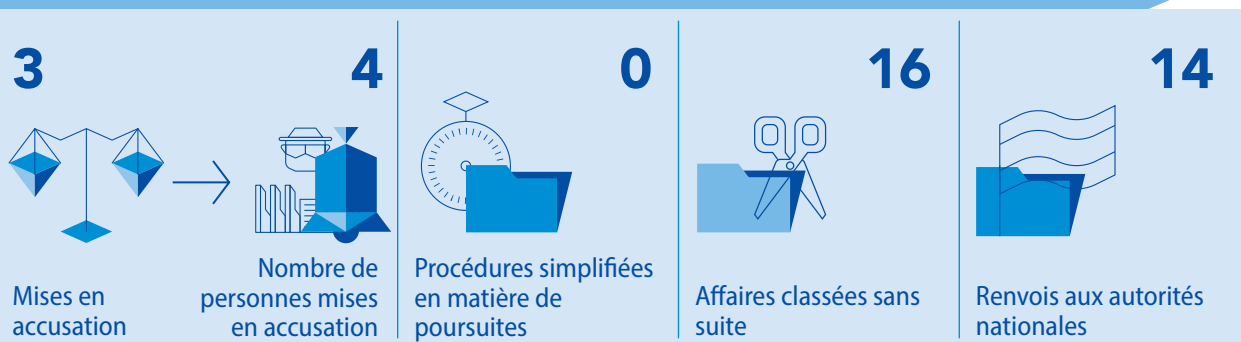 3
Mises en
accusation
4
Nombre de
personnes mises
en accusation
0
Procédures simplifiées
en matière de
poursuites
16
Affaires classées sans
suite
14
Renvois aux autorités
nationales